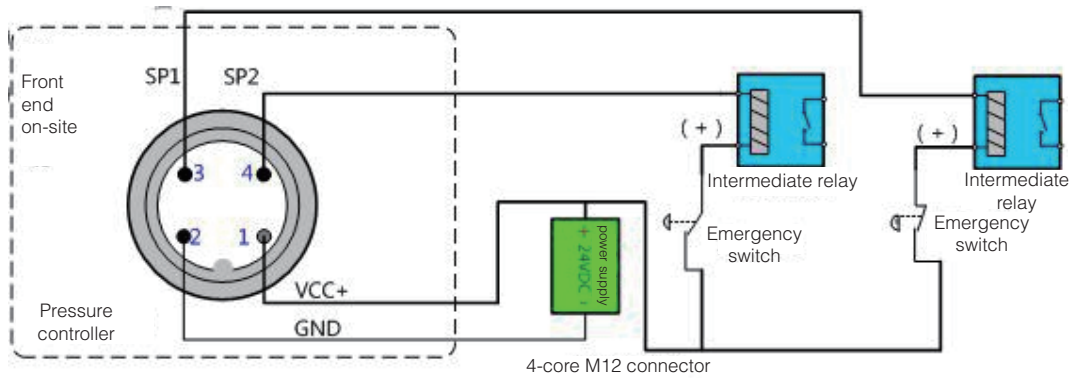 Front
end
on-site
SP1
SP2
3
4
2
1
VCC+
GND
Pressure
controller
power supply
+ 24VDC -
4-core M12 connector
( + )
Intermediate relay
Emergency
switch
( + )
Intermediate
relay
Emergency
switch